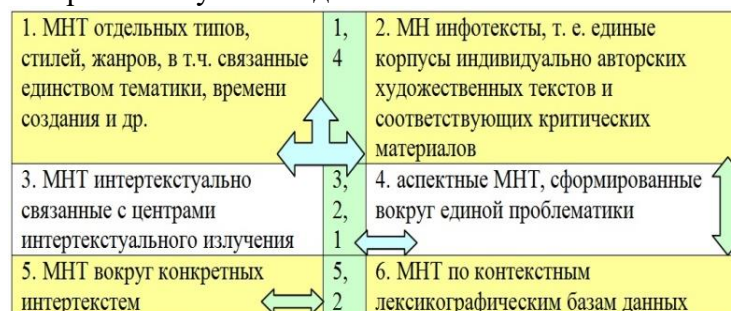 1. МНТ отдельных типов,
стилей, жанров, в т.ч. связанные
единством тематики, времени
создания и др.
1,
4
2. МН инфотексты, т. е. единые
корпусы индивидуально авторских
художественных текстов и
соответствующих критических
материалов
3. МНТ интертекстуально
связанные с центрами
интертекстуального излучения
3,
2,
1
4. аспектные МНТ, сформированные
вокруг единой проблематики
5. МНТ вокруг конкретных
интертекстем
5,
2
6. МНТ по контекстным
лексикографическим базам данных